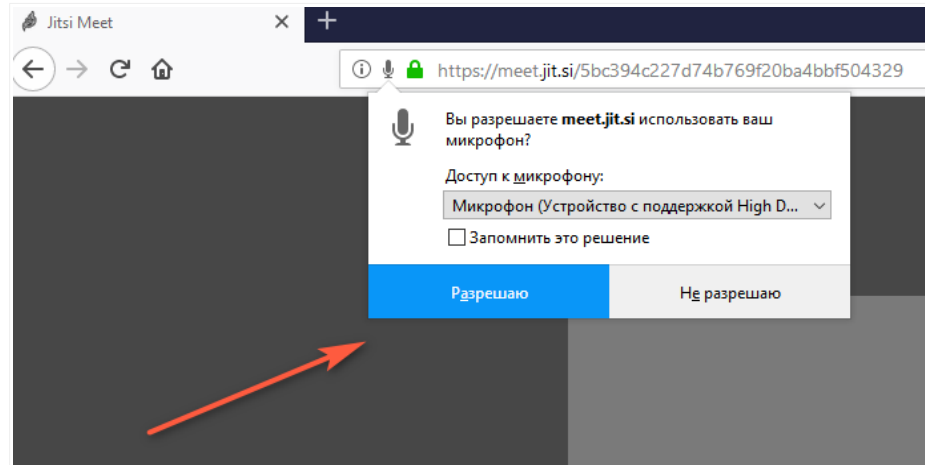 Jitsi Meet
https://meet.jit.si/5bc394c227d74b769f20ba4bbf504329
Вы разрешаете meet.jit.si использовать ваш
микрофон?
Доступ к микрофону:
Микрофон (Устройство с поддержкой High D...
Запомнить это решение
Разрешаю
Не разрешаю